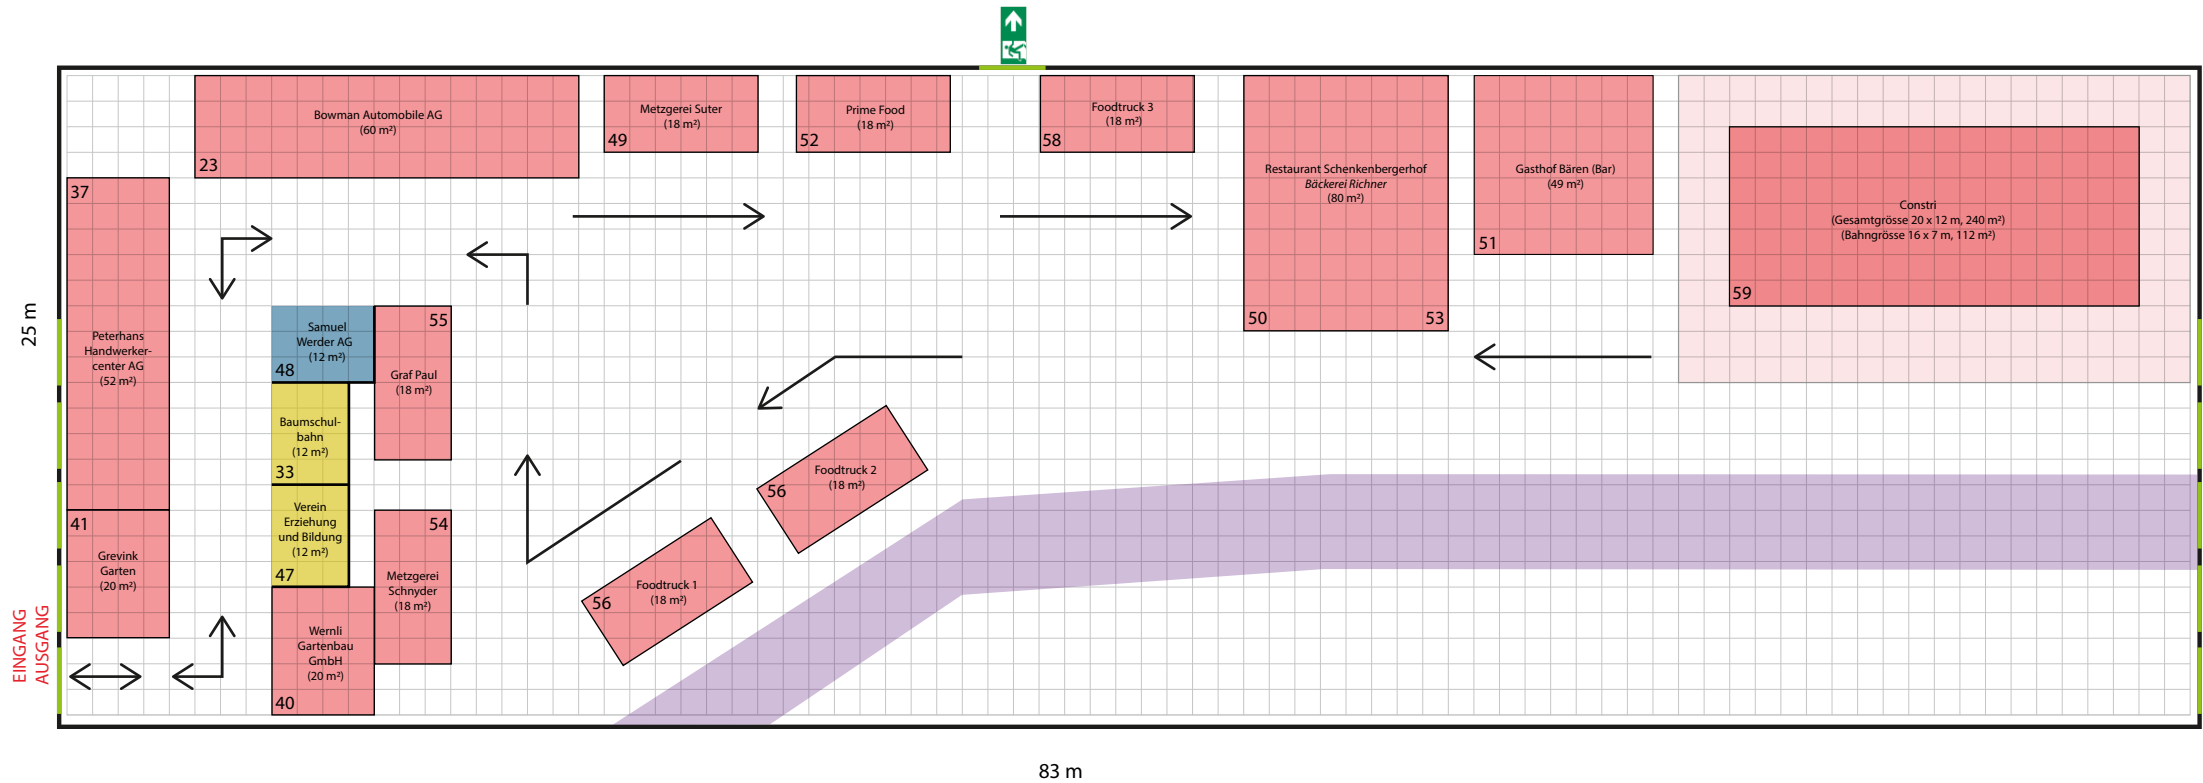 Bowman Automobile AG
(60 m²)
23
Metzgerei Suter
(18 m²)
49
Prime Food
(18 m²)
52
Foodtruck 3
(18 m²)
58
Restaurant Schenkenbergerhof
Bäckerei Richner
(80 m²)
50
53
Gasthof Bären (Bar)
(49 m²)
51
Constri
(Gesamtgrösse 20 x 12 m, 240 m²)
(Bahngrösse 16 x 7 m, 112 m²)
59
37
Peterhans
Handwerker-
center AG
(52 m²)
41
Grevink
Garten
(20 m²)
Samuel
Werder AG
(12 m²)
48
55
Graf Paul
(18 m²)
Baumschul-
bahn
(12 m²)
33
Verein
Erziehung
und Bildung
(12 m²)
47
54
Metzgerei
Schnyder
(18 m²)
Wernli
Gartenbau
GmbH
(20 m²)
40
Foodtruck 2
(18 m²)
56
Foodtruck 1
(18 m²)
56
25 m
EINGANG
AUSGANG
83 m